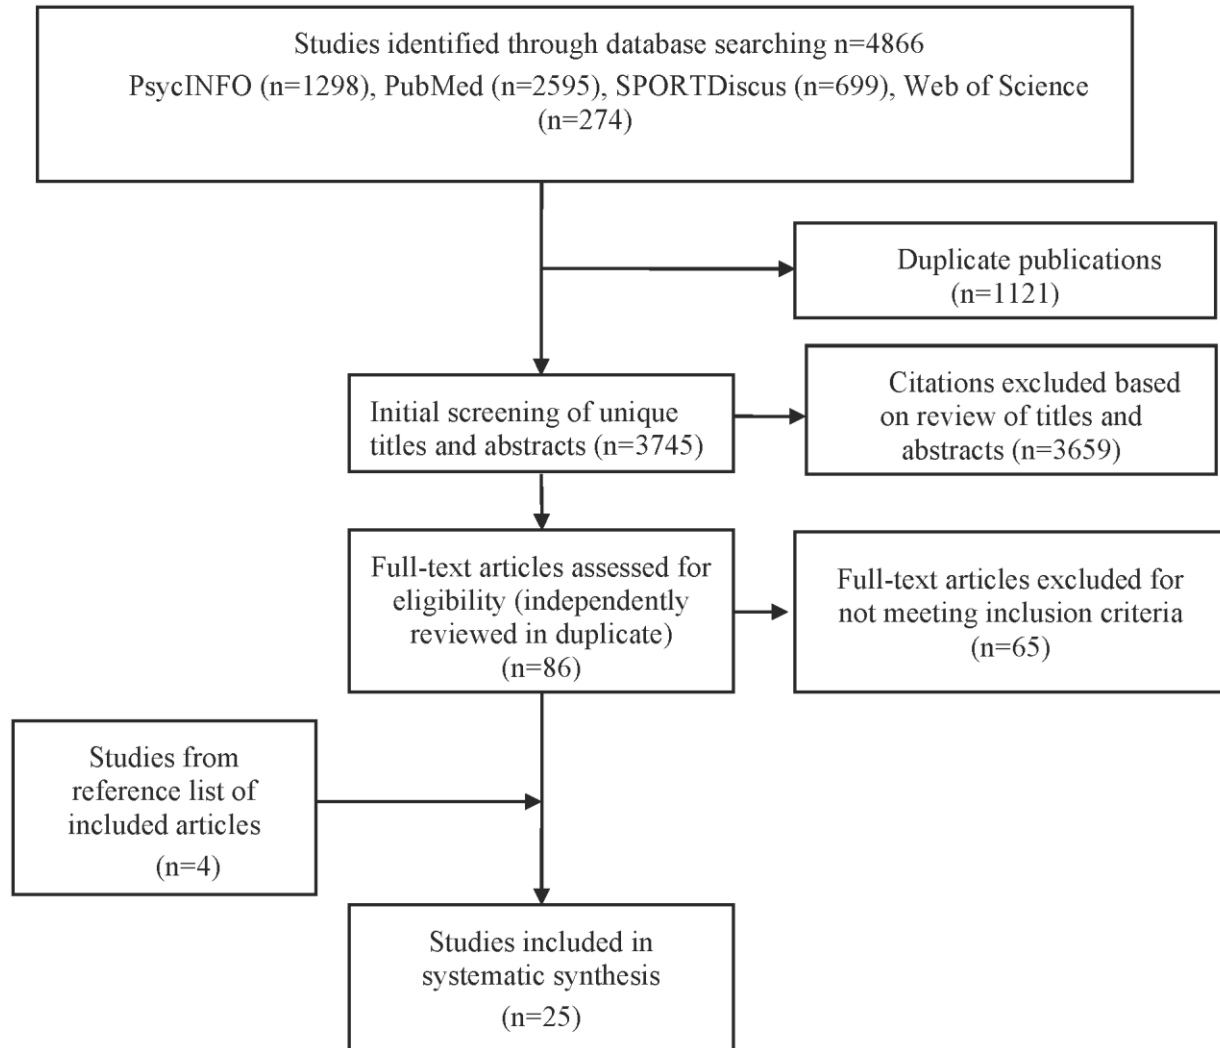 Studies identified through database searching n=4866
PsycINFO (n=1298), PubMed (n=2595), SPORTDiscus (n=699), Web of Science
(n=274)
Duplicate publications
(n=1121)
Initial screening of unique
titles and abstracts (n=3745)
Citations excluded based
on review of titles and
abstracts (n=3659)
Full-text articles assessed for
eligibility (independently
reviewed in duplicate)
(n=86)
Full-text articles excluded for
not meeting inclusion criteria
(n=65)
Studies from
reference list of
included articles
(n=4)
Studies included in
systematic synthesis
(n=25)